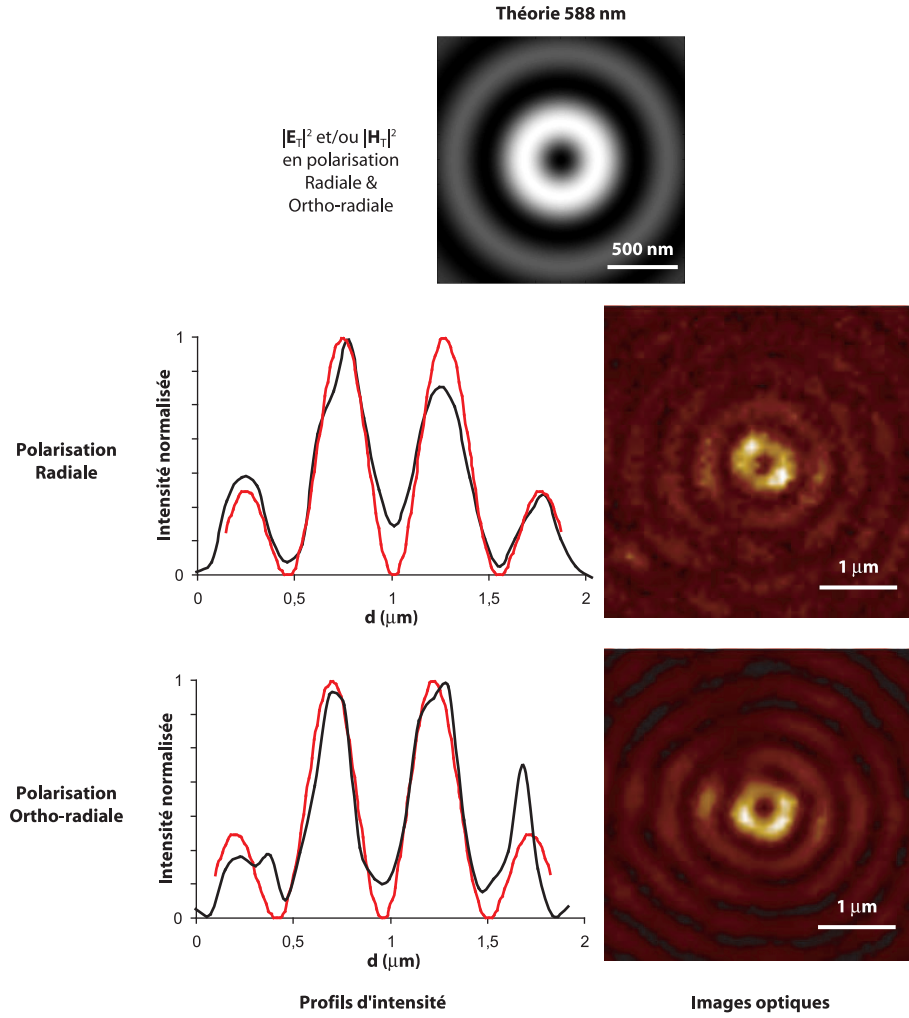 Théorie 588 nm
|E_T|² et/ou |H_T|²
en polarisation
Radiale &
Ortho-radiale
500 nm
Polarisation
Radiale
Intensité normalisée
1
0
0
0,5
1
1,5
2
d (µm)
1 µm
Polarisation
Ortho-radiale
Intensité normalisée
1
0
0
0,5
1
1,5
2
d (µm)
1 µm
Profils d'intensité
Images optiques